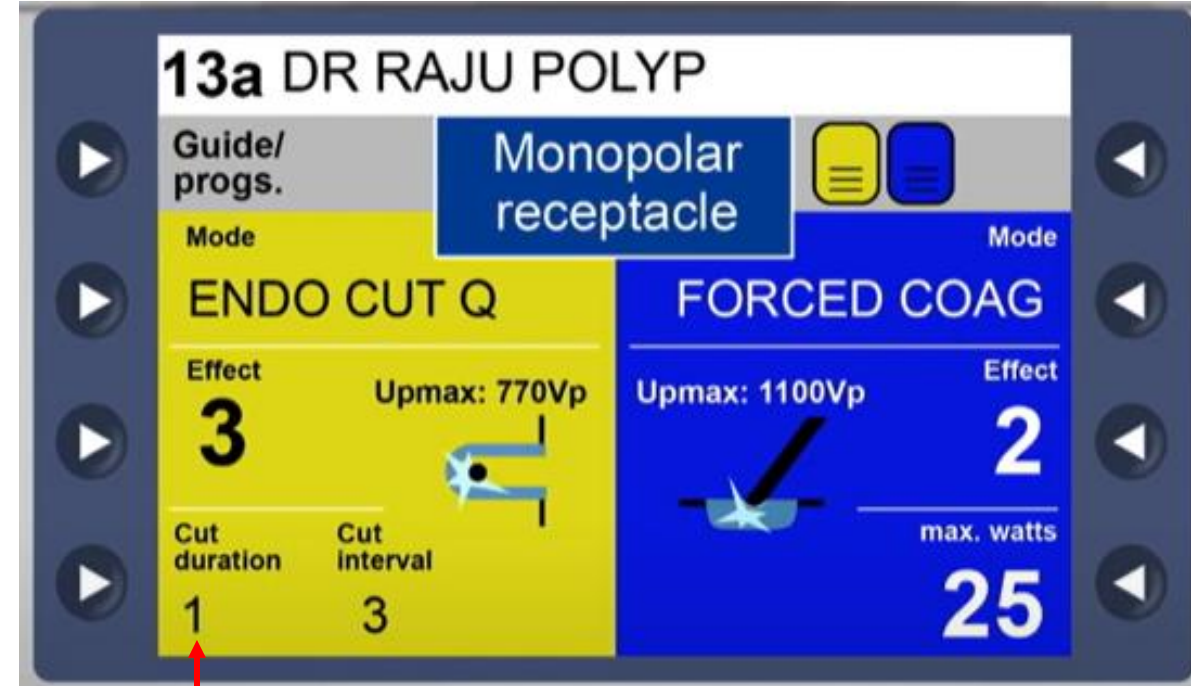 13a DR RAJU POLYP
Guide/
progs.
Monopolar
receptacle
Mode
ENDO CUT Q
Effect
3
Upmax: 770Vp
Cut
duration
1
Cut
interval
3
Mode
FORCED COAG
Upmax: 1100Vp
Effect
2
max. watts
25